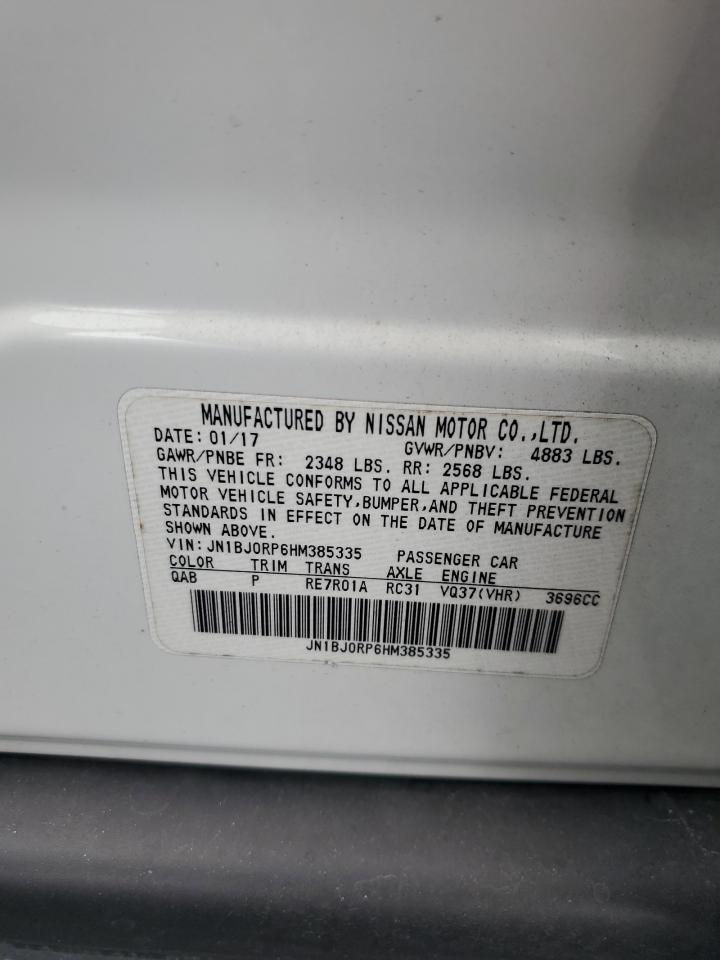 MANUFACTURED BY NISSAN MOTOR CO.,LTD.
DATE: 01/17 GVWR/PNBV: 4883 LBS.
GAWR/PNBE FR: 2348 LBS. RR: 2568 LBS.
THIS VEHICLE CONFORMS TO ALL APPLICABLE FEDERAL
MOTOR VEHICLE SAFETY,BUMPER,AND THEFT PREVENTION
STANDARDS IN EFFECT ON THE DATE OF MANUFACTURE
SHOWN ABOVE.
VIN: JN1BJ0RP6HM385335 PASSENGER CAR
COLOR TRIM TRANS AXLE ENGINE
QAB P RE7R01A RC31 VQ37(VHR) 3696CC
JN1BJ0RP6HM385335